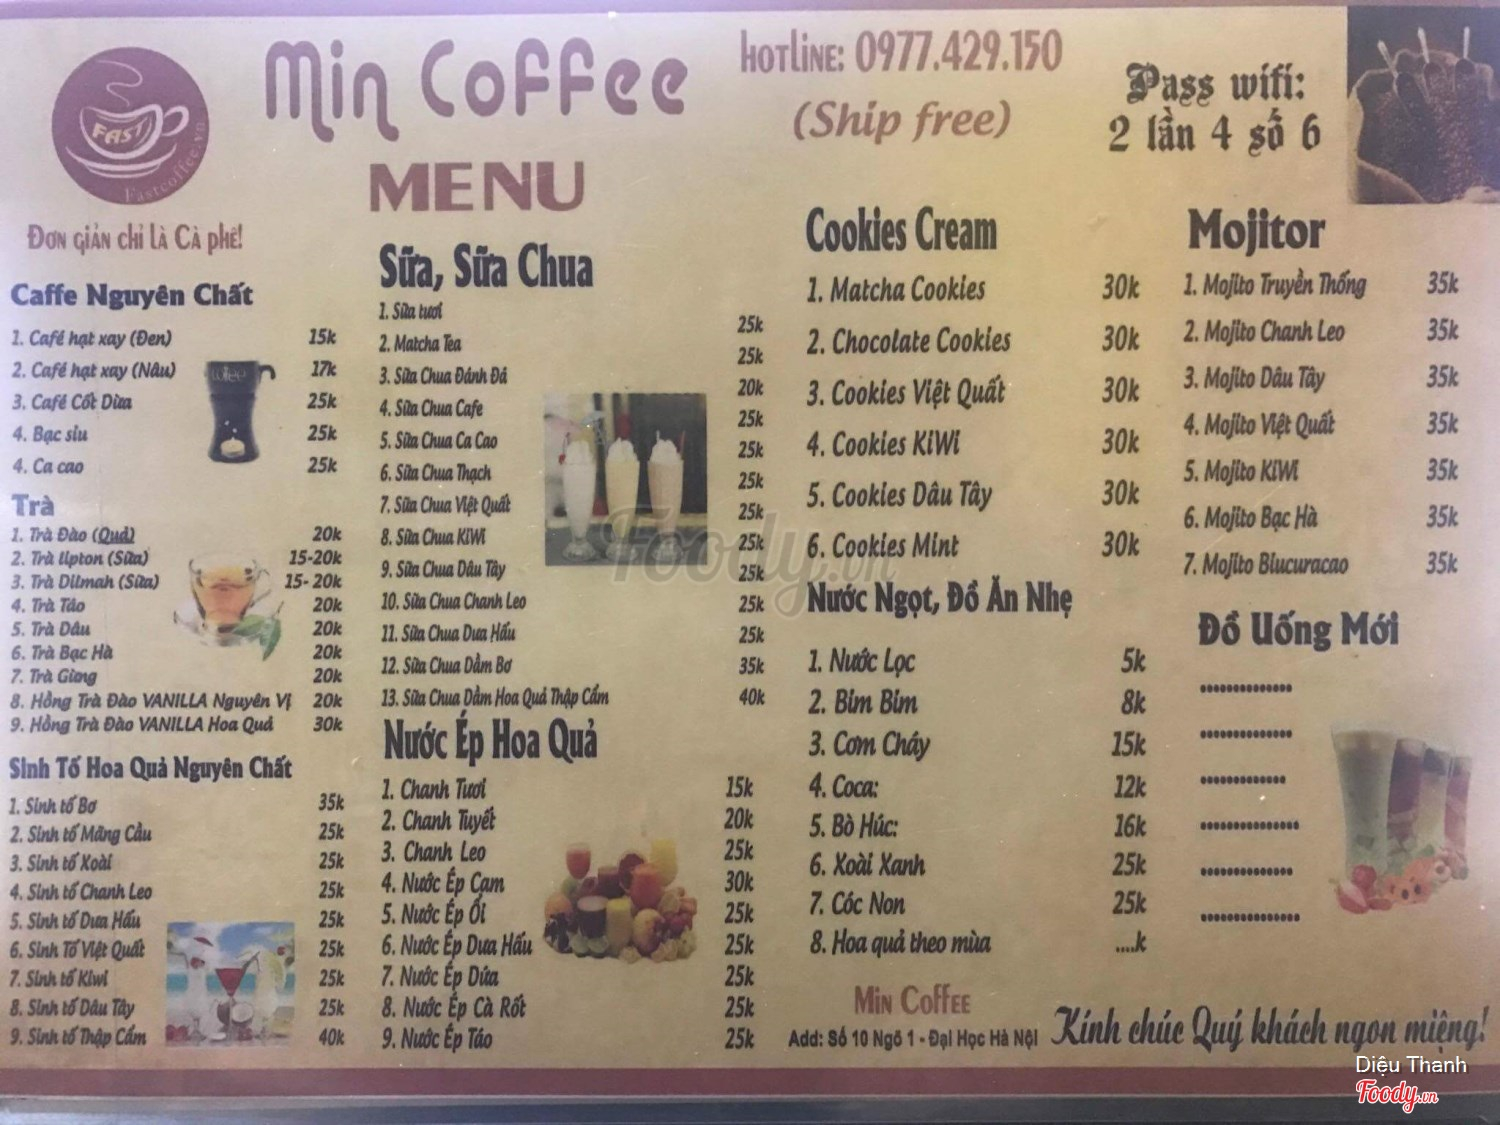 FAST
Fastcoffee.vn
Min Coffee
MENU
HOTLINE: 0977.429.150
(Ship free)
Pass wifi:
2 lần 4 số 6
Đơn giản chỉ là Cà phê!
Caffe Nguyên Chất
1. Café hạt xay (Đen) 15k
2. Café hạt xay (Nâu) 17k
3. Café Cốt Dừa 25k
4. Bạc sỉu 25k
4. Ca cao 25k
Trà
1. Trà Đào (Quả) 20k
2. Trà lipton (Sữa) 15-20k
3. Trà Dilmah (Sữa) 15- 20k
4. Trà Táo 20k
5. Trà Dâu 20k
6. Trà Bạc Hà 20k
7. Trà Gừng 20k
8. Hồng Trà Đào VANILLA Nguyên Vị 20k
9. Hồng Trà Đào VANILLA Hoa Quả 30k
Sinh Tố Hoa Quả Nguyên Chất
1. Sinh tố Bơ 35k
2. Sinh tố Mãng Cầu 25k
3. Sinh tố Xoài 25k
4. Sinh tố Chanh Leo 25k
5. Sinh tố Dưa Hấu 25k
6. Sinh Tố Việt Quất 25k
7. Sinh tố Kiwi 25k
8. Sinh tố Dâu Tây 25k
9. Sinh tố Thập Cẩm 40k
Sữa, Sữa Chua
1. Sữa tươi 25k
2. Matcha Tea 25k
3. Sữa Chua Đánh Đá 20k
4. Sữa Chua Cafe 25k
5. Sữa Chua Ca Cao 25k
6. Sữa Chua Thạch 25k
7. Sữa Chua Việt Quất 25k
8. Sữa Chua KiWi 25k
9. Sữa Chua Dâu Tây 25k
10. Sữa Chua Chanh Leo 25k
11. Sữa Chua Dưa Hấu 25k
12. Sữa Chua Dầm Bơ 35k
13. Sữa Chua Dầm Hoa Quả Thập Cẩm 40k
Nước Ép Hoa Quả
1. Chanh Tươi 15k
2. Chanh Tuyết 20k
3. Chanh Leo 25k
4. Nước Ép Cam 30k
5. Nước Ép Ổi 25k
6. Nước Ép Dưa Hấu 25k
7. Nước Ép Dứa 25k
8. Nước Ép Cà Rốt 25k
9. Nước Ép Táo 25k
Cookies Cream
1. Matcha Cookies 30k
2. Chocolate Cookies 30k
3. Cookies Việt Quất 30k
4. Cookies KiWi 30k
5. Cookies Dâu Tây 30k
6. Cookies Mint 30k
Nước Ngọt, Đồ Ăn Nhẹ
1. Nước Lọc 5k
2. Bim Bim 8k
3. Cơm Cháy 15k
4. Coca: 12k
5. Bò Húc: 16k
6. Xoài Xanh 25k
7. Cóc Non 25k
8. Hoa quả theo mùa ....k
Min Coffee
Add: Số 10 Ngõ 1 - Đại Học Hà Nội
Mojitor
1. Mojito Truyền Thống 35k
2. Mojito Chanh Leo 35k
3. Mojito Dâu Tây 35k
4. Mojito Việt Quất 35k
5. Mojito KiWi 35k
6. Mojito Bạc Hà 35k
7. Mojito Blucuracao 35k
Đồ Uống Mới
Kính chúc Quý khách ngon miệng!
Foody.vn
Diệu Thanh
Foody.vn